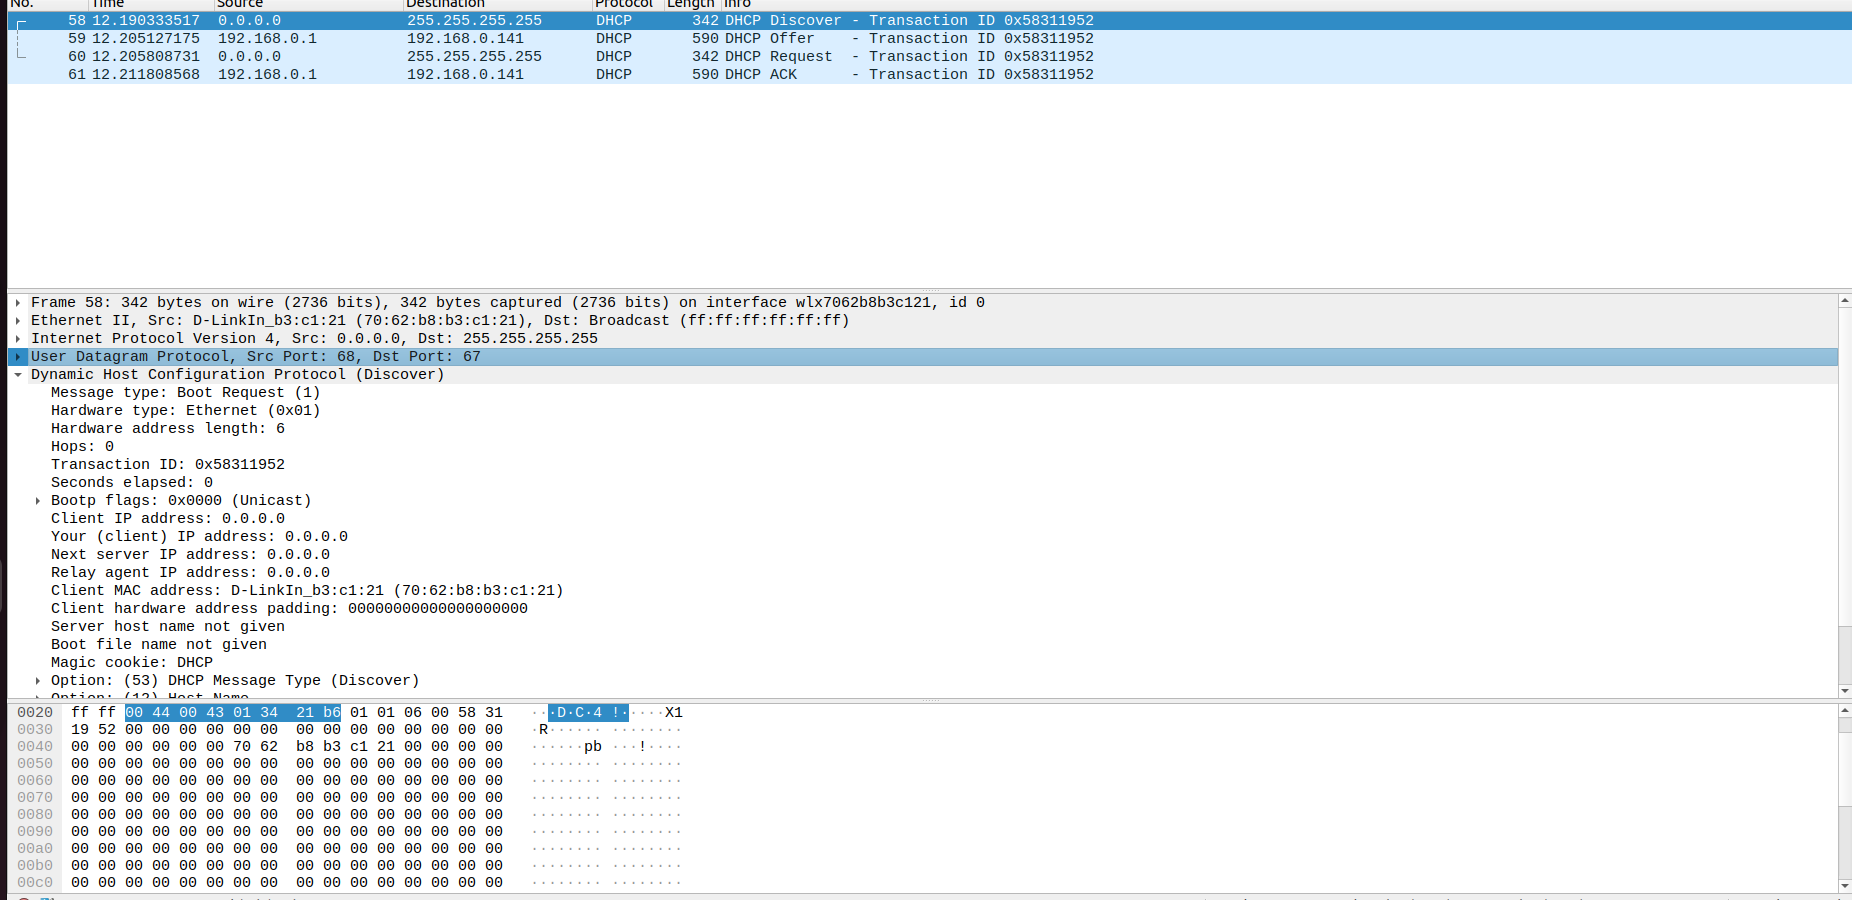 No. Time Source Destination Protocol Length Info
58 12.190333517 0.0.0.0 255.255.255.255 DHCP 342 DHCP Discover - Transaction ID 0x58311952
59 12.205127175 192.168.0.1 192.168.0.141 DHCP 590 DHCP Offer - Transaction ID 0x58311952
60 12.205808731 0.0.0.0 255.255.255.255 DHCP 342 DHCP Request - Transaction ID 0x58311952
61 12.211808568 192.168.0.1 192.168.0.141 DHCP 590 DHCP ACK - Transaction ID 0x58311952
Frame 58: 342 bytes on wire (2736 bits), 342 bytes captured (2736 bits) on interface wlx7062b8b3c121, id 0
Ethernet II, Src: D-LinkIn_b3:c1:21 (70:62:b8:b3:c1:21), Dst: Broadcast (ff:ff:ff:ff:ff:ff)
Internet Protocol Version 4, Src: 0.0.0.0, Dst: 255.255.255.255
User Datagram Protocol, Src Port: 68, Dst Port: 67
Dynamic Host Configuration Protocol (Discover)
Message type: Boot Request (1)
Hardware type: Ethernet (0x01)
Hardware address length: 6
Hops: 0
Transaction ID: 0x58311952
Seconds elapsed: 0
Bootp flags: 0x0000 (Unicast)
Client IP address: 0.0.0.0
Your (client) IP address: 0.0.0.0
Next server IP address: 0.0.0.0
Relay agent IP address: 0.0.0.0
Client MAC address: D-LinkIn_b3:c1:21 (70:62:b8:b3:c1:21)
Client hardware address padding: 00000000000000000000
Server host name not given
Boot file name not given
Magic cookie: DHCP
Option: (53) DHCP Message Type (Discover)
Option: (12) Host Name
0020 ff ff 00 44 00 43 01 34 21 b6 01 01 06 00 58 31 ···D·C·4 !·····X1
0030 19 52 00 00 00 00 00 00 00 00 00 00 00 00 00 00 ·R······ ········
0040 00 00 00 00 00 00 70 62 b8 b3 c1 21 00 00 00 00 ······pb ···!····
0050 00 00 00 00 00 00 00 00 00 00 00 00 00 00 00 00 ········ ········
0060 00 00 00 00 00 00 00 00 00 00 00 00 00 00 00 00 ········ ········
0070 00 00 00 00 00 00 00 00 00 00 00 00 00 00 00 00 ········ ········
0080 00 00 00 00 00 00 00 00 00 00 00 00 00 00 00 00 ········ ········
0090 00 00 00 00 00 00 00 00 00 00 00 00 00 00 00 00 ········ ········
00a0 00 00 00 00 00 00 00 00 00 00 00 00 00 00 00 00 ········ ········
00b0 00 00 00 00 00 00 00 00 00 00 00 00 00 00 00 00 ········ ········
00c0 00 00 00 00 00 00 00 00 00 00 00 00 00 00 00 00 ········ ········